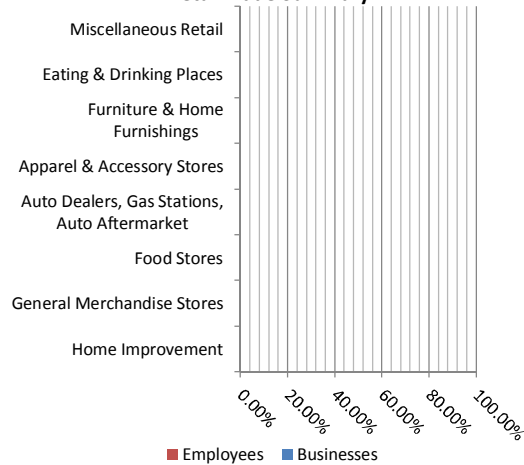 Miscellaneous Retail
Eating & Drinking Places
Furniture & Home
Furnishings
Apparel & Accessory Stores
Auto Dealers, Gas Stations,
Auto Aftermarket
Food Stores
General Merchandise Stores
Home Improvement
0.00% 20.00% 40.00% 60.00% 80.00% 100.00%
Employees Businesses